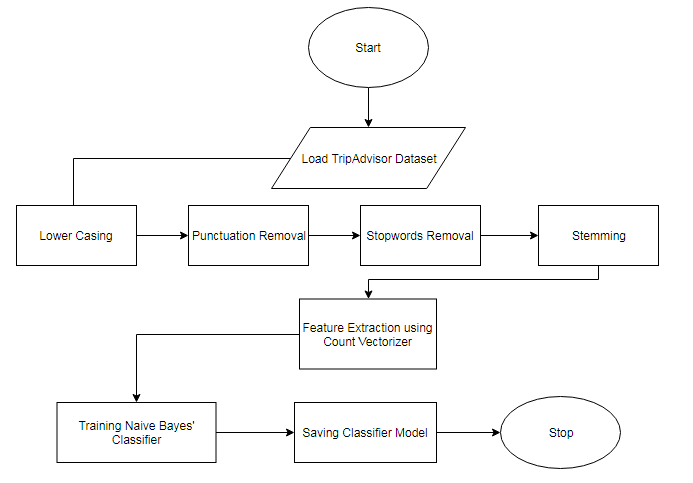 Start
Load TripAdvisor Dataset
Lower Casing
Punctuation Removal
Stopwords Removal
Stemming
Feature Extraction using
Count Vectorizer
Training Naive Bayes'
Classifier
Saving Classifier Model
Stop